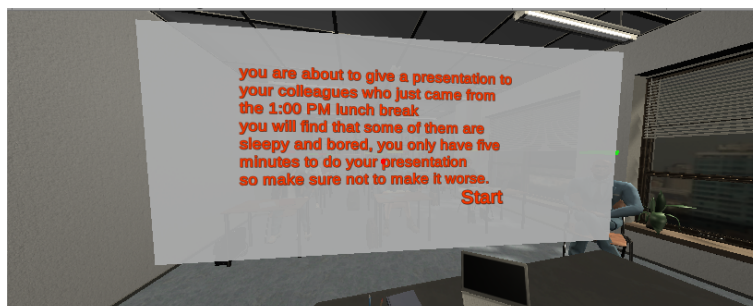 you are about to give a presentation to
your colleagues who just came from
the 1:00 PM lunch break
you will find that some of them are
sleepy and bored, you only have five
minutes to do your presentation
so make sure not to make it worse.
Start